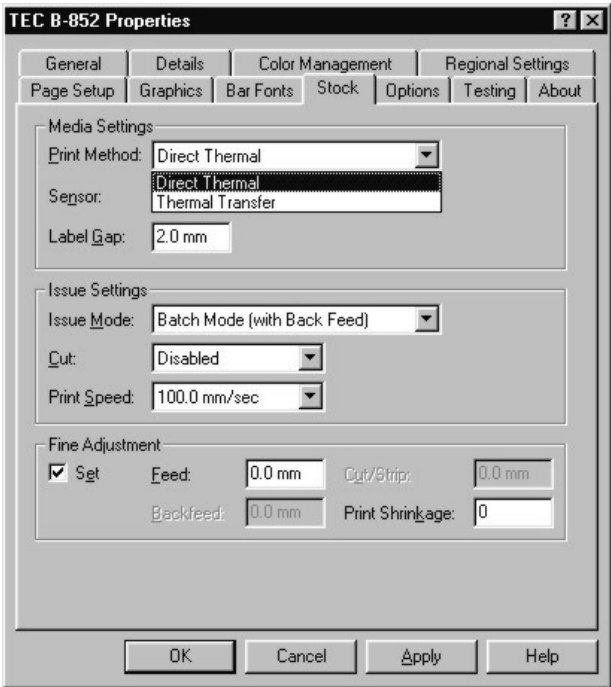 TEC B-852 Properties
General Details Color Management Regional Settings
Page Setup Graphics Bar Fonts Stock Options Testing About
Media Settings
Print Method: Direct Thermal
Direct Thermal
Sensor: Thermal Transfer
Label Gap: 2.0 mm
Issue Settings
Issue Mode: Batch Mode (with Back Feed)
Cut: Disabled
Print Speed: 100.0 mm/sec
Fine Adjustment
Set Feed: 0.0 mm Cut/Strip: 0.0 mm
Backfeed: 0.0 mm Print Shrinkage: 0
OK Cancel Apply Help